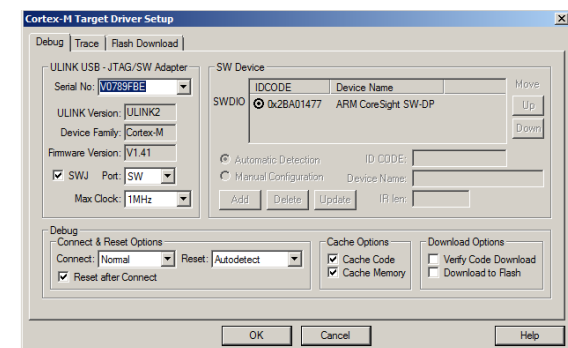 Cortex-M Target Driver Setup
Debug Trace Flash Download
ULINK USB - JTAG/SW Adapter
Serial No: V0789FBE
ULINK Version: ULINK2
Device Family: Cortex-M
Firmware Version: V1.41
SWJ Port: SW
Max Clock: 1MHz
SW Device
IDCODE Device Name Move
SWDIO 0x2BA01477 ARM CoreSight SW-DP Up
Down
Automatic Detection ID CODE:
Manual Configuration Device Name:
Add Delete Update IR len:
Debug
Connect & Reset Options
Connect: Normal Reset: Autodetect
Reset after Connect
Cache Options
Cache Code
Cache Memory
Download Options
Verify Code Download
Download to Flash
OK Cancel Help